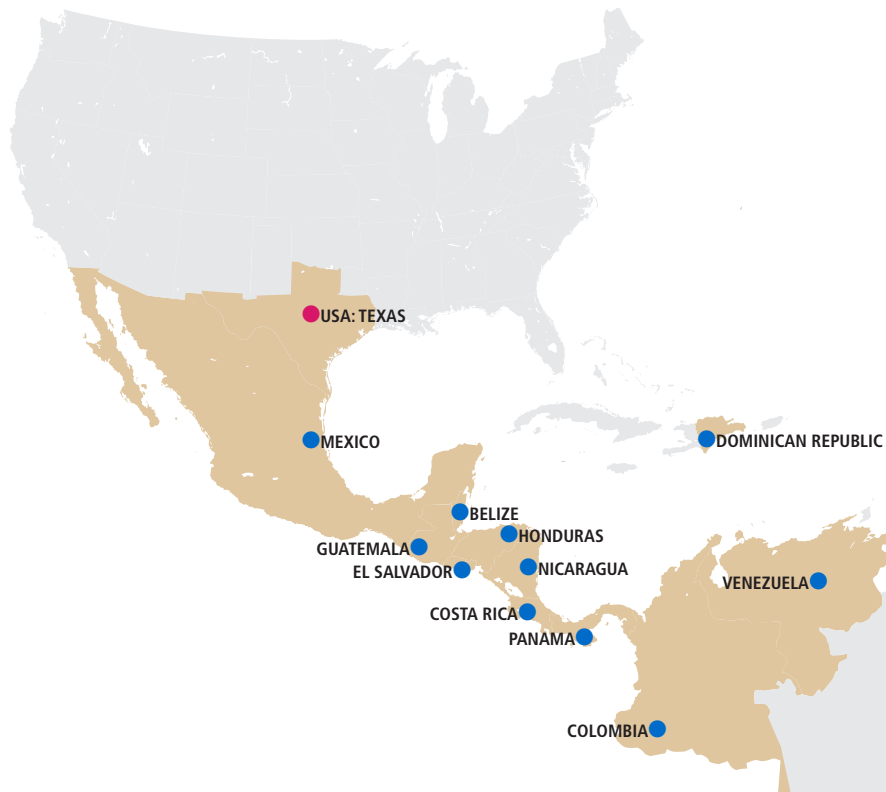 USA: TEXAS
MEXICO
DOMINICAN REPUBLIC
BELIZE
HONDURAS
GUATEMALA
EL SALVADOR
NICARAGUA
VENEZUELA
COSTA RICA
PANAMA
COLOMBIA